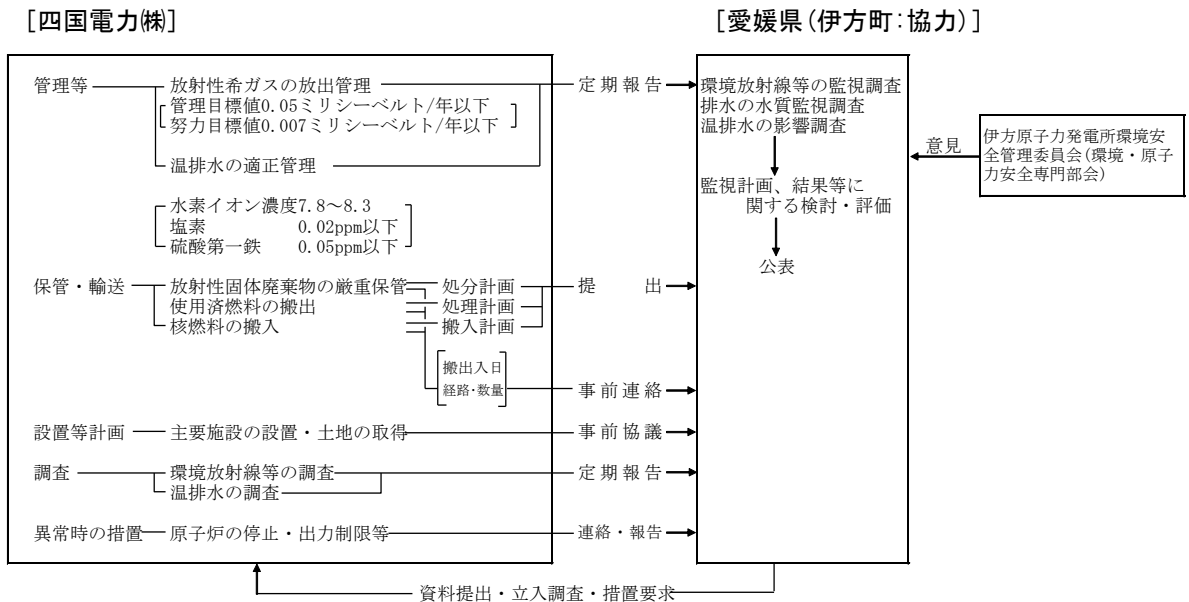 [四国電力㈱]
[愛媛県(伊方町:協力)]
管理等
放射性希ガスの放出管理
管理目標値0.05ミリシーベルト/年以下
努力目標値0.007ミリシーベルト/年以下
温排水の適正管理
水素イオン濃度7.8～8.3
塩素 0.02ppm以下
硫酸第一鉄 0.05ppm以下
定期報告
環境放射線等の監視調査
排水の水質監視調査
温排水の影響調査
監視計画、結果等に
関する検討・評価
公表
意見
伊方原子力発電所環境安
全管理委員会(環境・原子
力安全専門部会)
保管・輸送
放射性固体廃棄物の厳重保管
処分計画
使用済燃料の搬出
処理計画
核燃料の搬入
搬入計画
提 出
搬出入日
経路・数量
事前連絡
設置等計画
主要施設の設置・土地の取得
事前協議
調査
環境放射線等の調査
温排水の調査
定期報告
異常時の措置
原子炉の停止・出力制限等
連絡・報告
資料提出・立入調査・措置要求